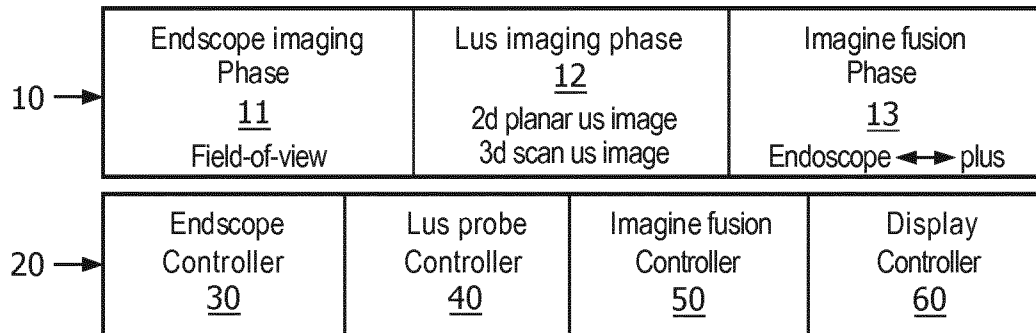 10
Endscope imaging
Phase
11
Field-of-view
Lus imaging phase
12
2d planar us image
3d scan us image
Imagine fusion
Phase
13
Endoscope plus
20
Endscope
Controller
30
Lus probe
Controller
40
Imagine fusion
Controller
50
Display
Controller
60